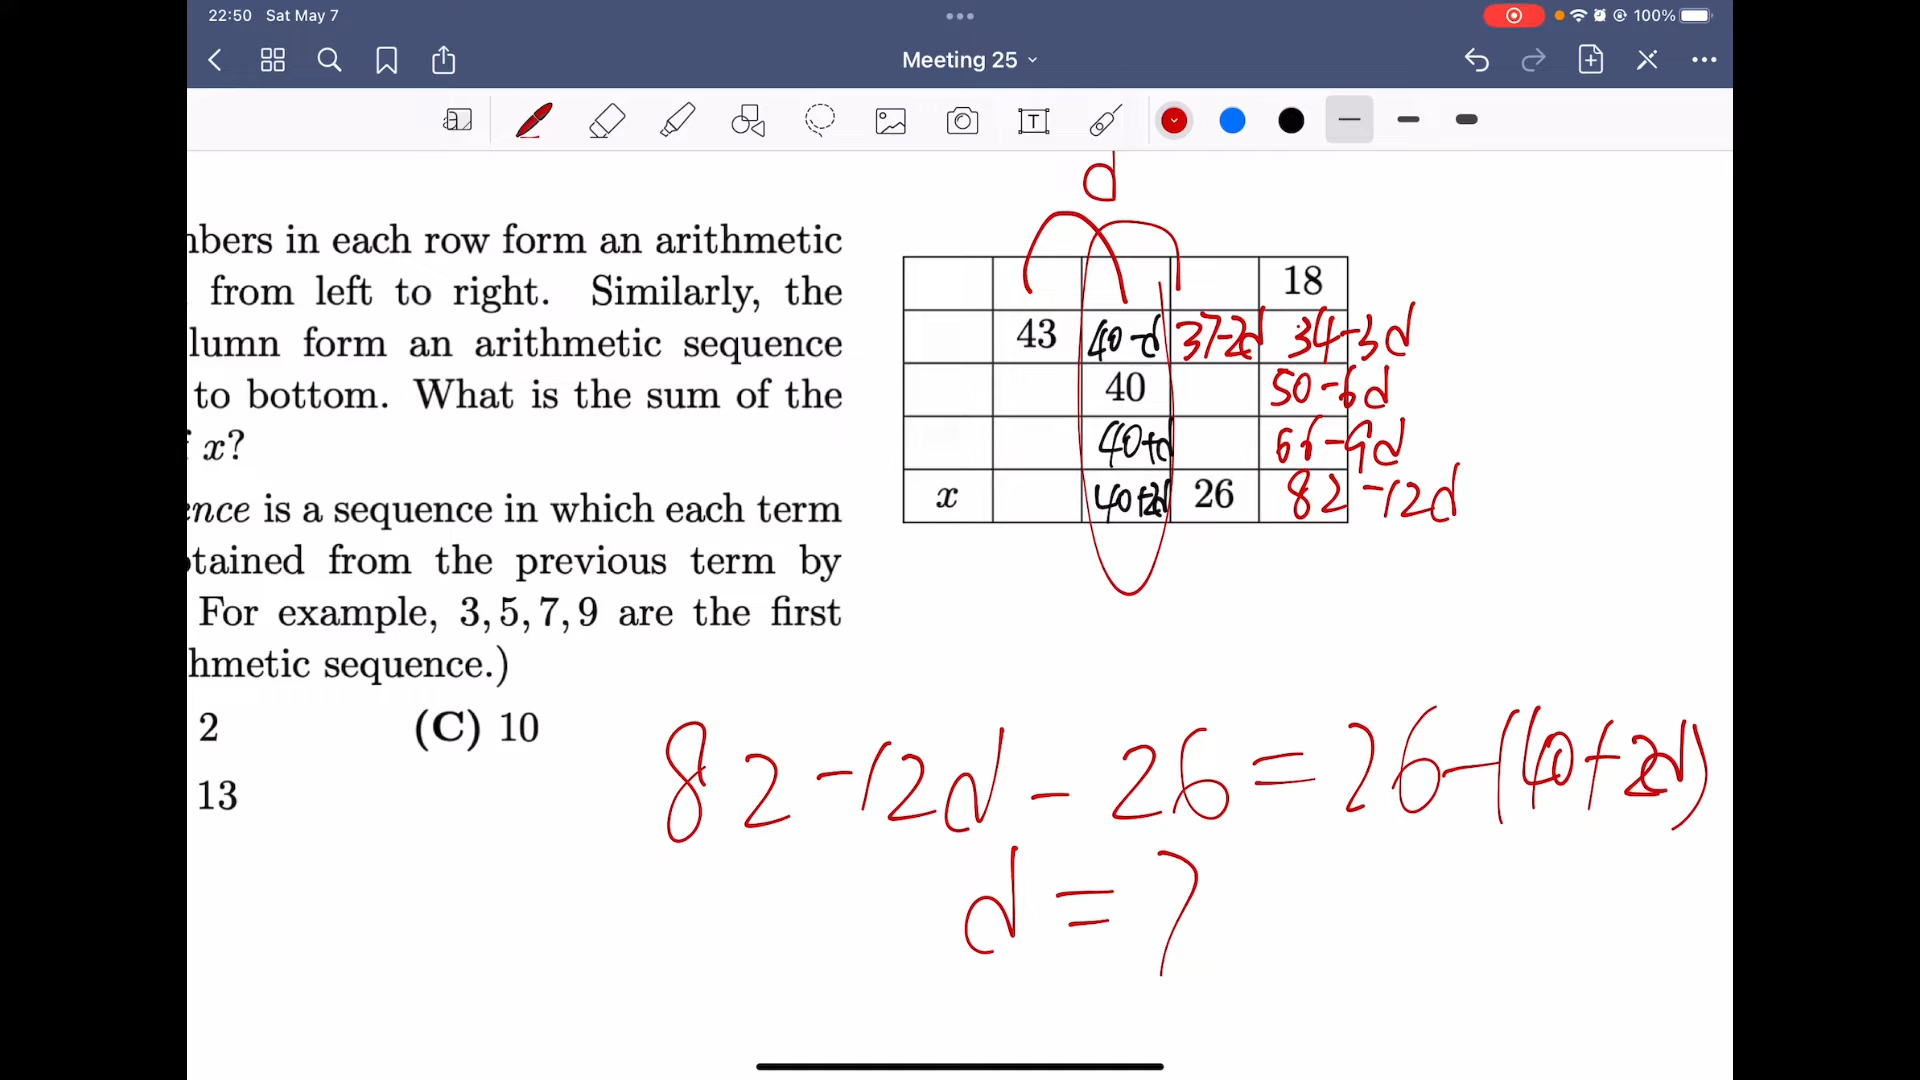 22:50 Sat May 7
100%
Meeting 25
T
d
nbers in each row form an arithmetic
from left to right. Similarly, the
lumn form an arithmetic sequence
to bottom. What is the sum of the
x?
ence is a sequence in which each term
tained from the previous term by
For example, 3, 5, 7, 9 are the first
hmetic sequence.)
2 (C) 10
13
18
43 40-d 37-2d 34-3d
40 50-6d
40+d 66-9d
x 40+2d 26 82-12d
82-12d-26=26-(40+2d)
d=7